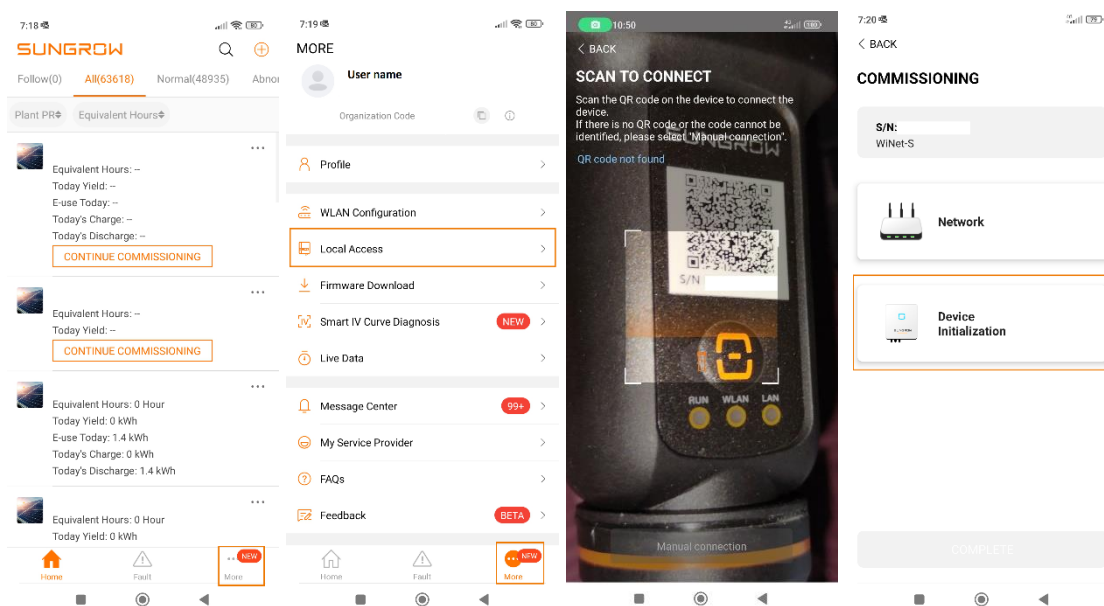 7:18
80
SUNGROW
Follow(0) All(63618) Normal(48935) Abnor
Plant PR Equivalent Hours
Equivalent Hours: --
Today Yield: --
E-use Today: --
Today's Charge: --
Today's Discharge: --
CONTINUE COMMISSIONING
Equivalent Hours: --
Today Yield: --
CONTINUE COMMISSIONING
Equivalent Hours: 0 Hour
Today Yield: 0 kWh
E-use Today: 1.4 kWh
Today's Charge: 0 kWh
Today's Discharge: 1.4 kWh
Equivalent Hours: 0 Hour
Today Yield: 0 kWh
NEW
Home Fault More
7:19
80
MORE
User name
Organization Code
Profile
WLAN Configuration
Local Access
Firmware Download
Smart IV Curve Diagnosis NEW
Live Data
Message Center 99+
My Service Provider
FAQs
Feedback BETA
NEW
Home Fault More
10:50
100
< BACK
SCAN TO CONNECT
Scan the QR code on the device to connect the
device.
If there is no QR code or the code cannot be
identified, please select "Manual connection".
SUNGROW
QR code not found
S/N
RUN WLAN LAN
Manual connection
7:20
79
< BACK
COMMISSIONING
S/N:
WiNet-S
Network
Device
Initialization
SUNGROW
COMPLETE